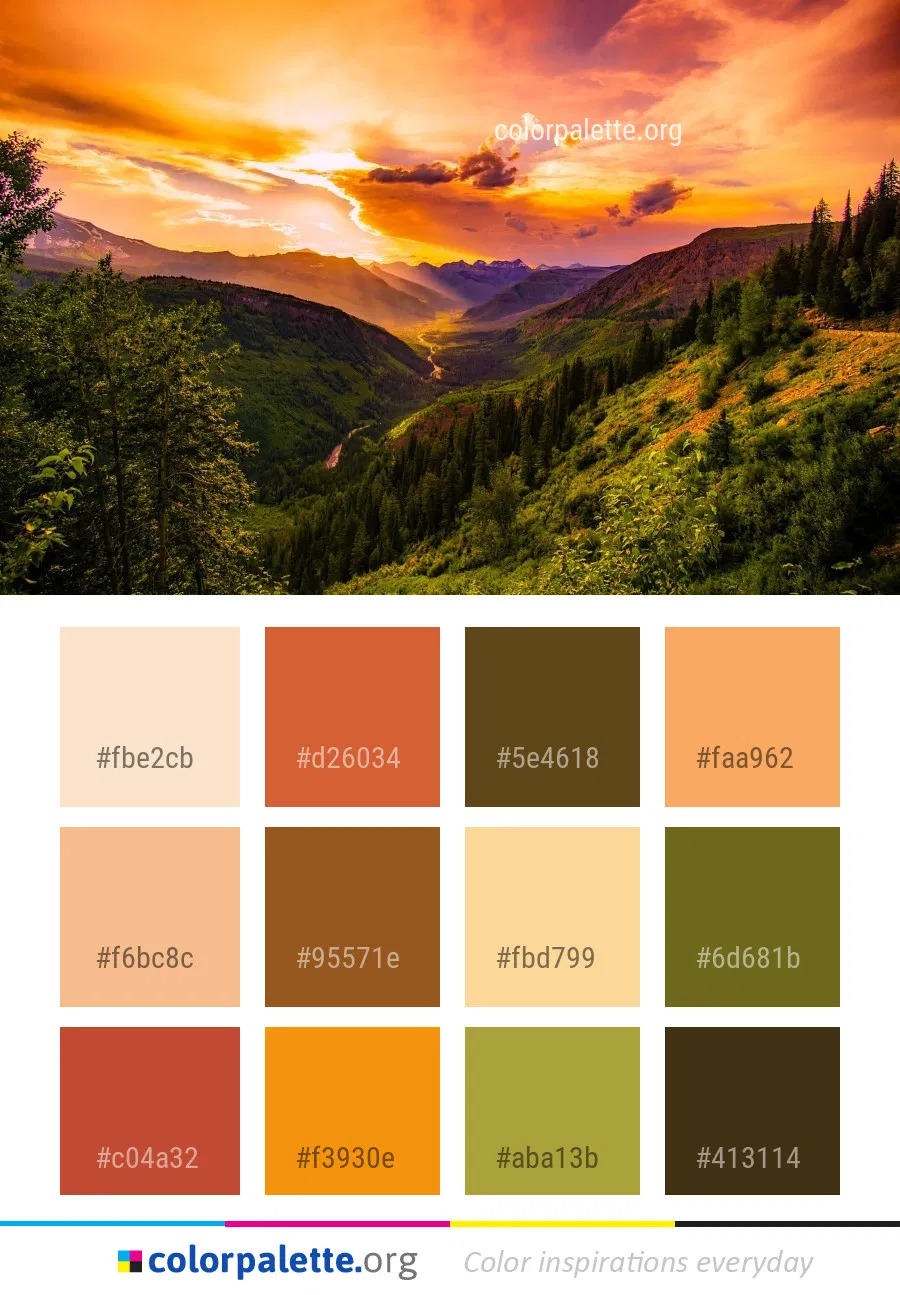 colorpalette.org
#fbe2cb #d26034 #5e4618 #faa962
#f6bc8c #95571e #fbd799 #6d681b
#c04a32 #f3930e #aba13b #413114
colorpalette.org Color inspirations everyday